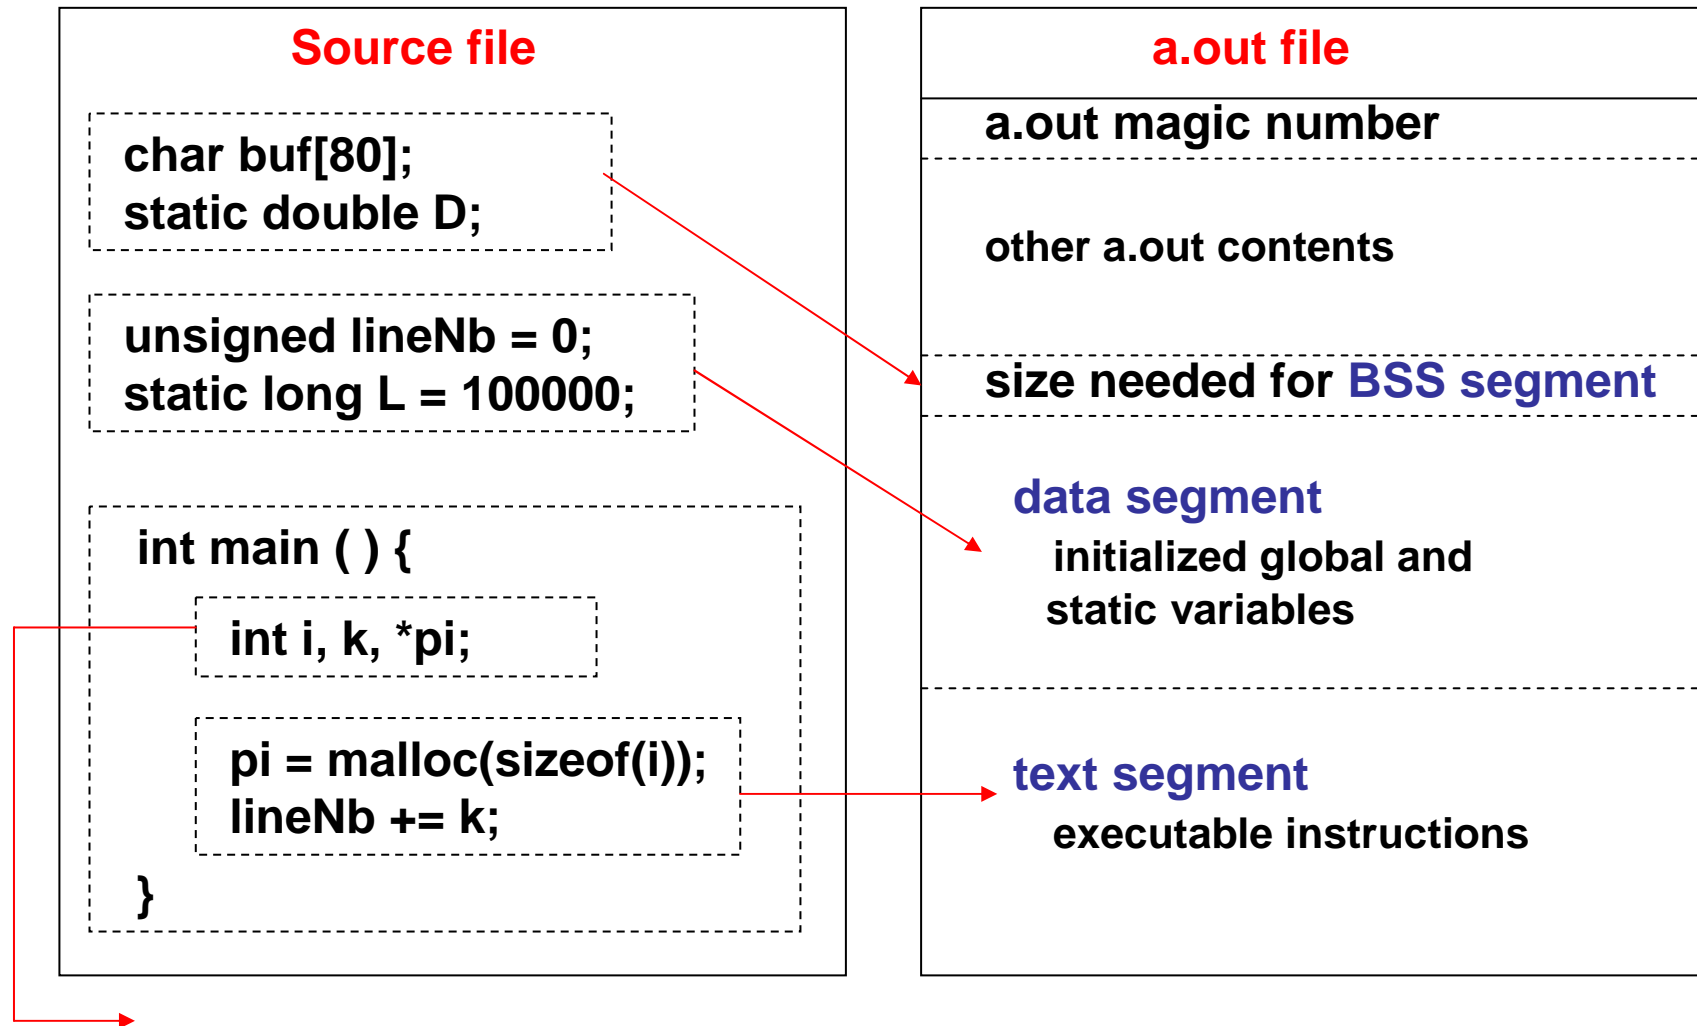 Source file
char buf[80];
static double D;
unsigned lineNb = 0;
static long L = 100000;
int main ( ) {
int i, k, *pi;
pi = malloc(sizeof(i));
lineNb += k;
}
a.out file
a.out magic number
other a.out contents
size needed for BSS segment
data segment
initialized global and
static variables
text segment
executable instructions